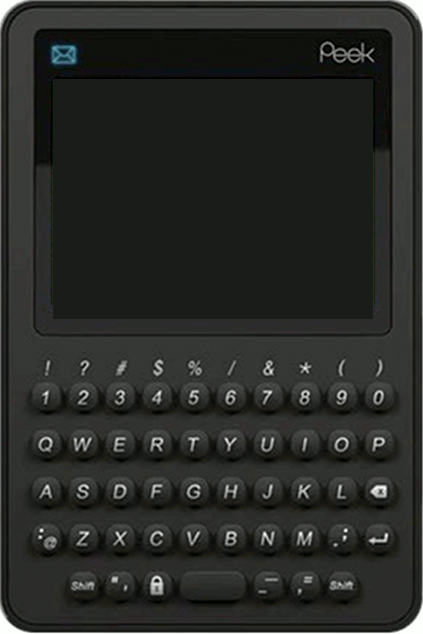 Peek
! ? # $ % / & * ( )
1 2 3 4 5 6 7 8 9 0
Q W E R T Y U I O P
A S D F G H J K L
: ' @ Z X C V B N M . ;
Shift " , _ – , = Shift